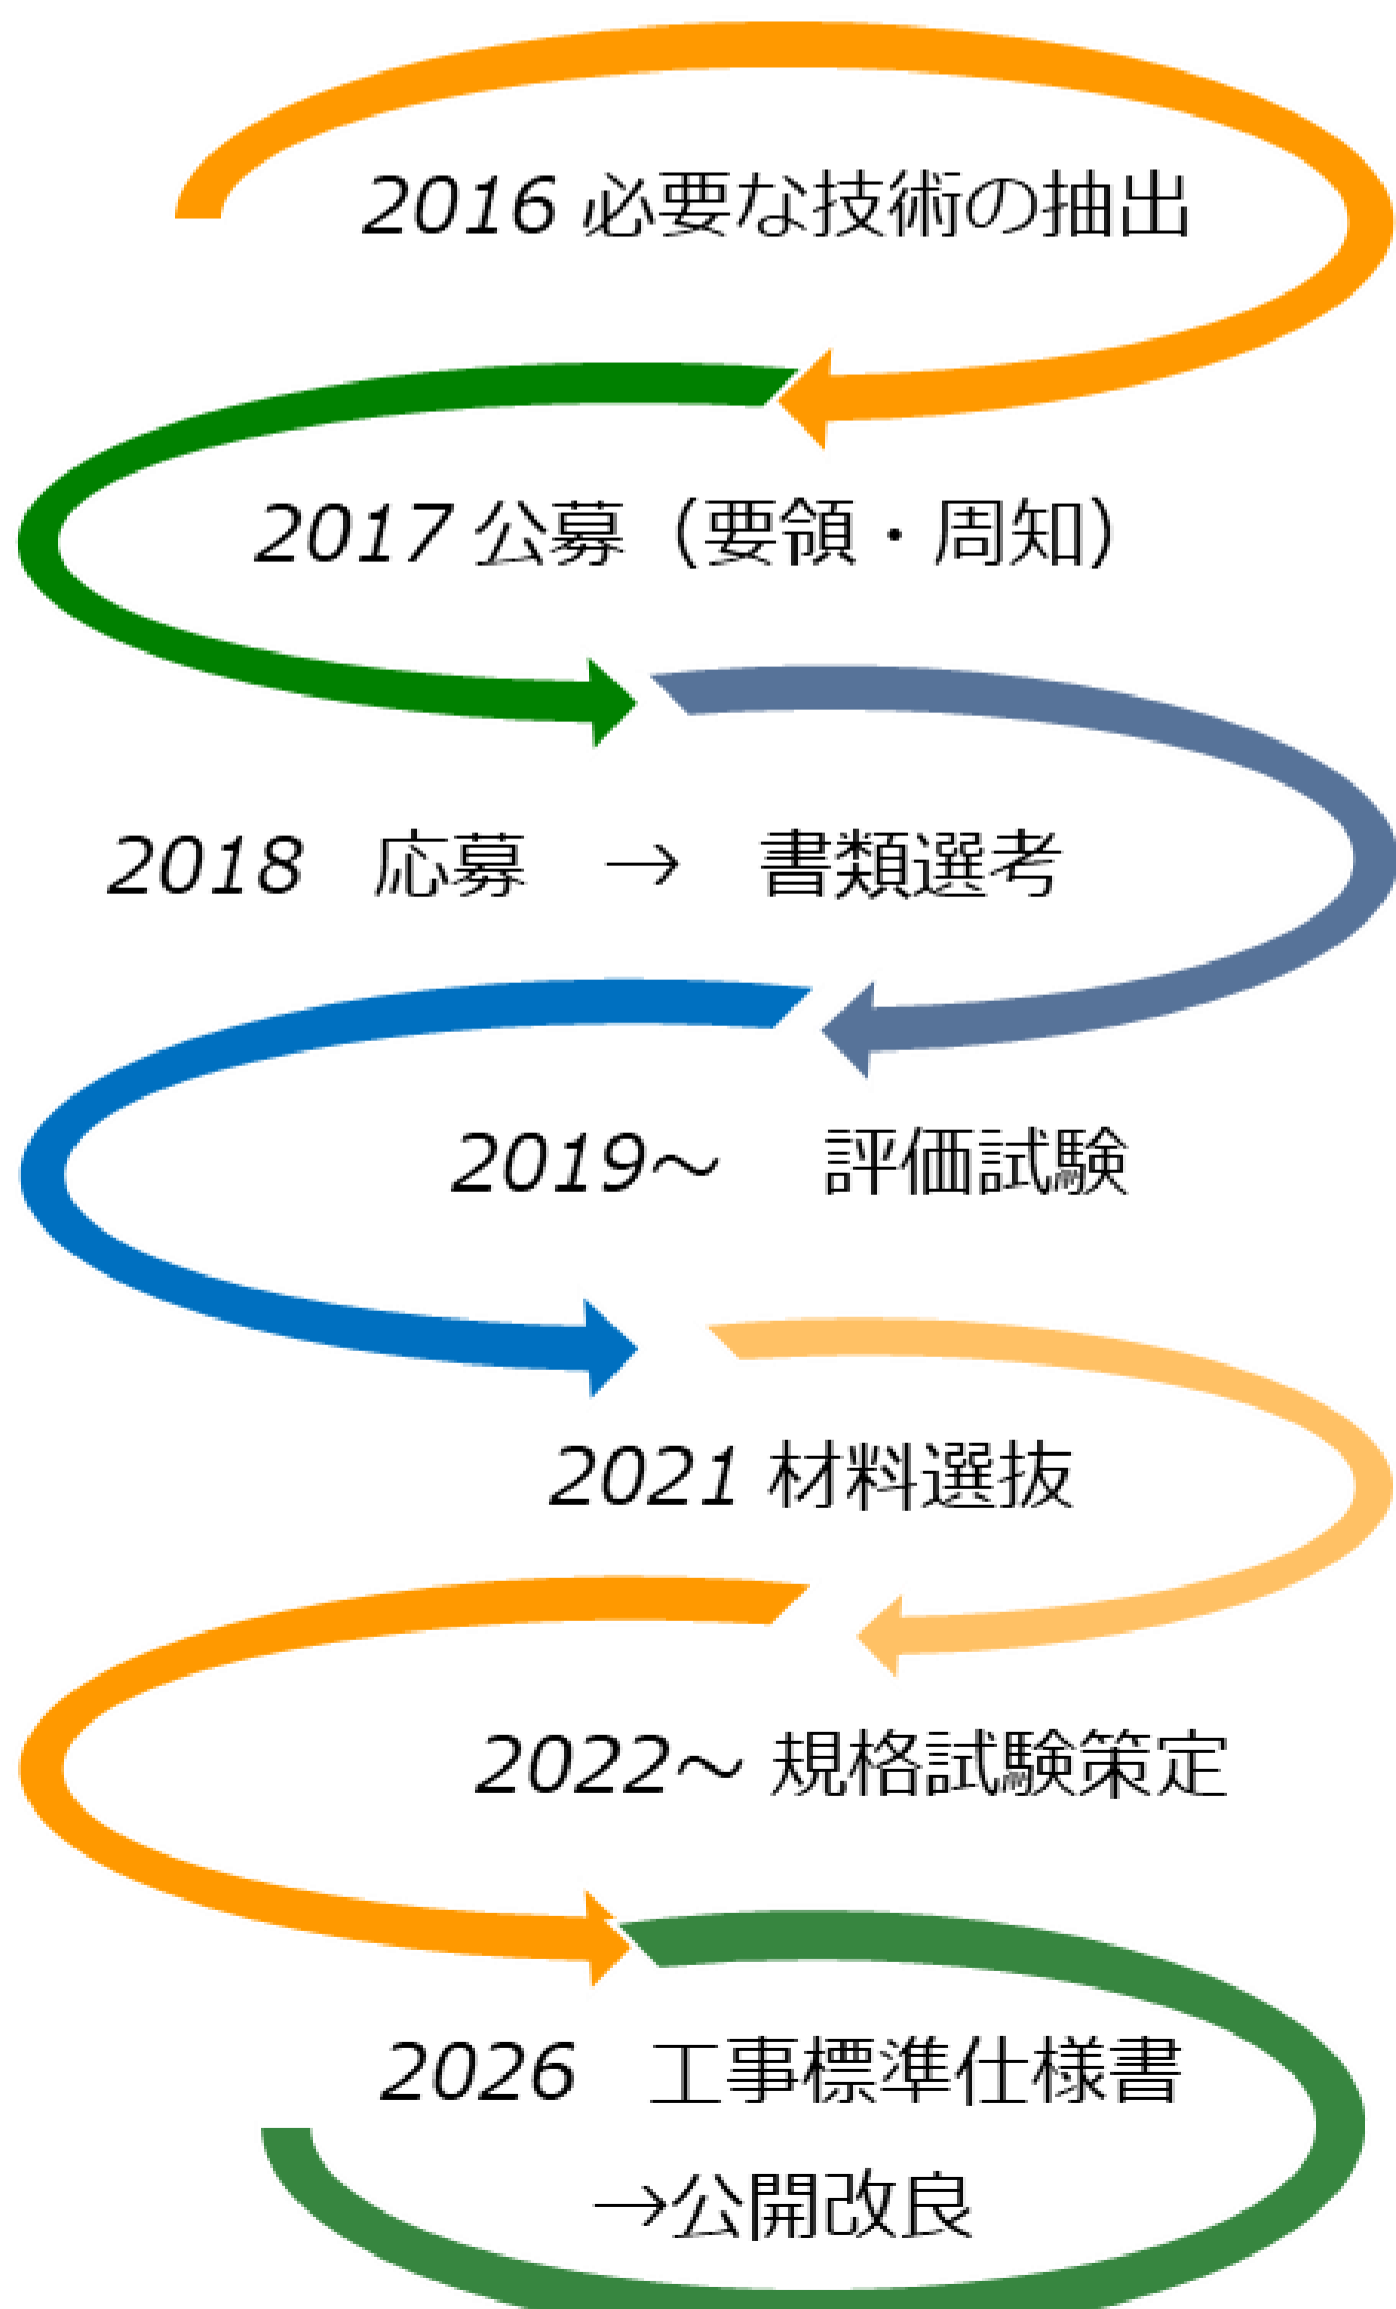 2016 必要な技術の抽出
2017 公募（要領・周知）
2018　応募　→　書類選考
2019～　評価試験
2021 材料選抜
2022～ 規格試験策定
2026　工事標準仕様書
→公開改良